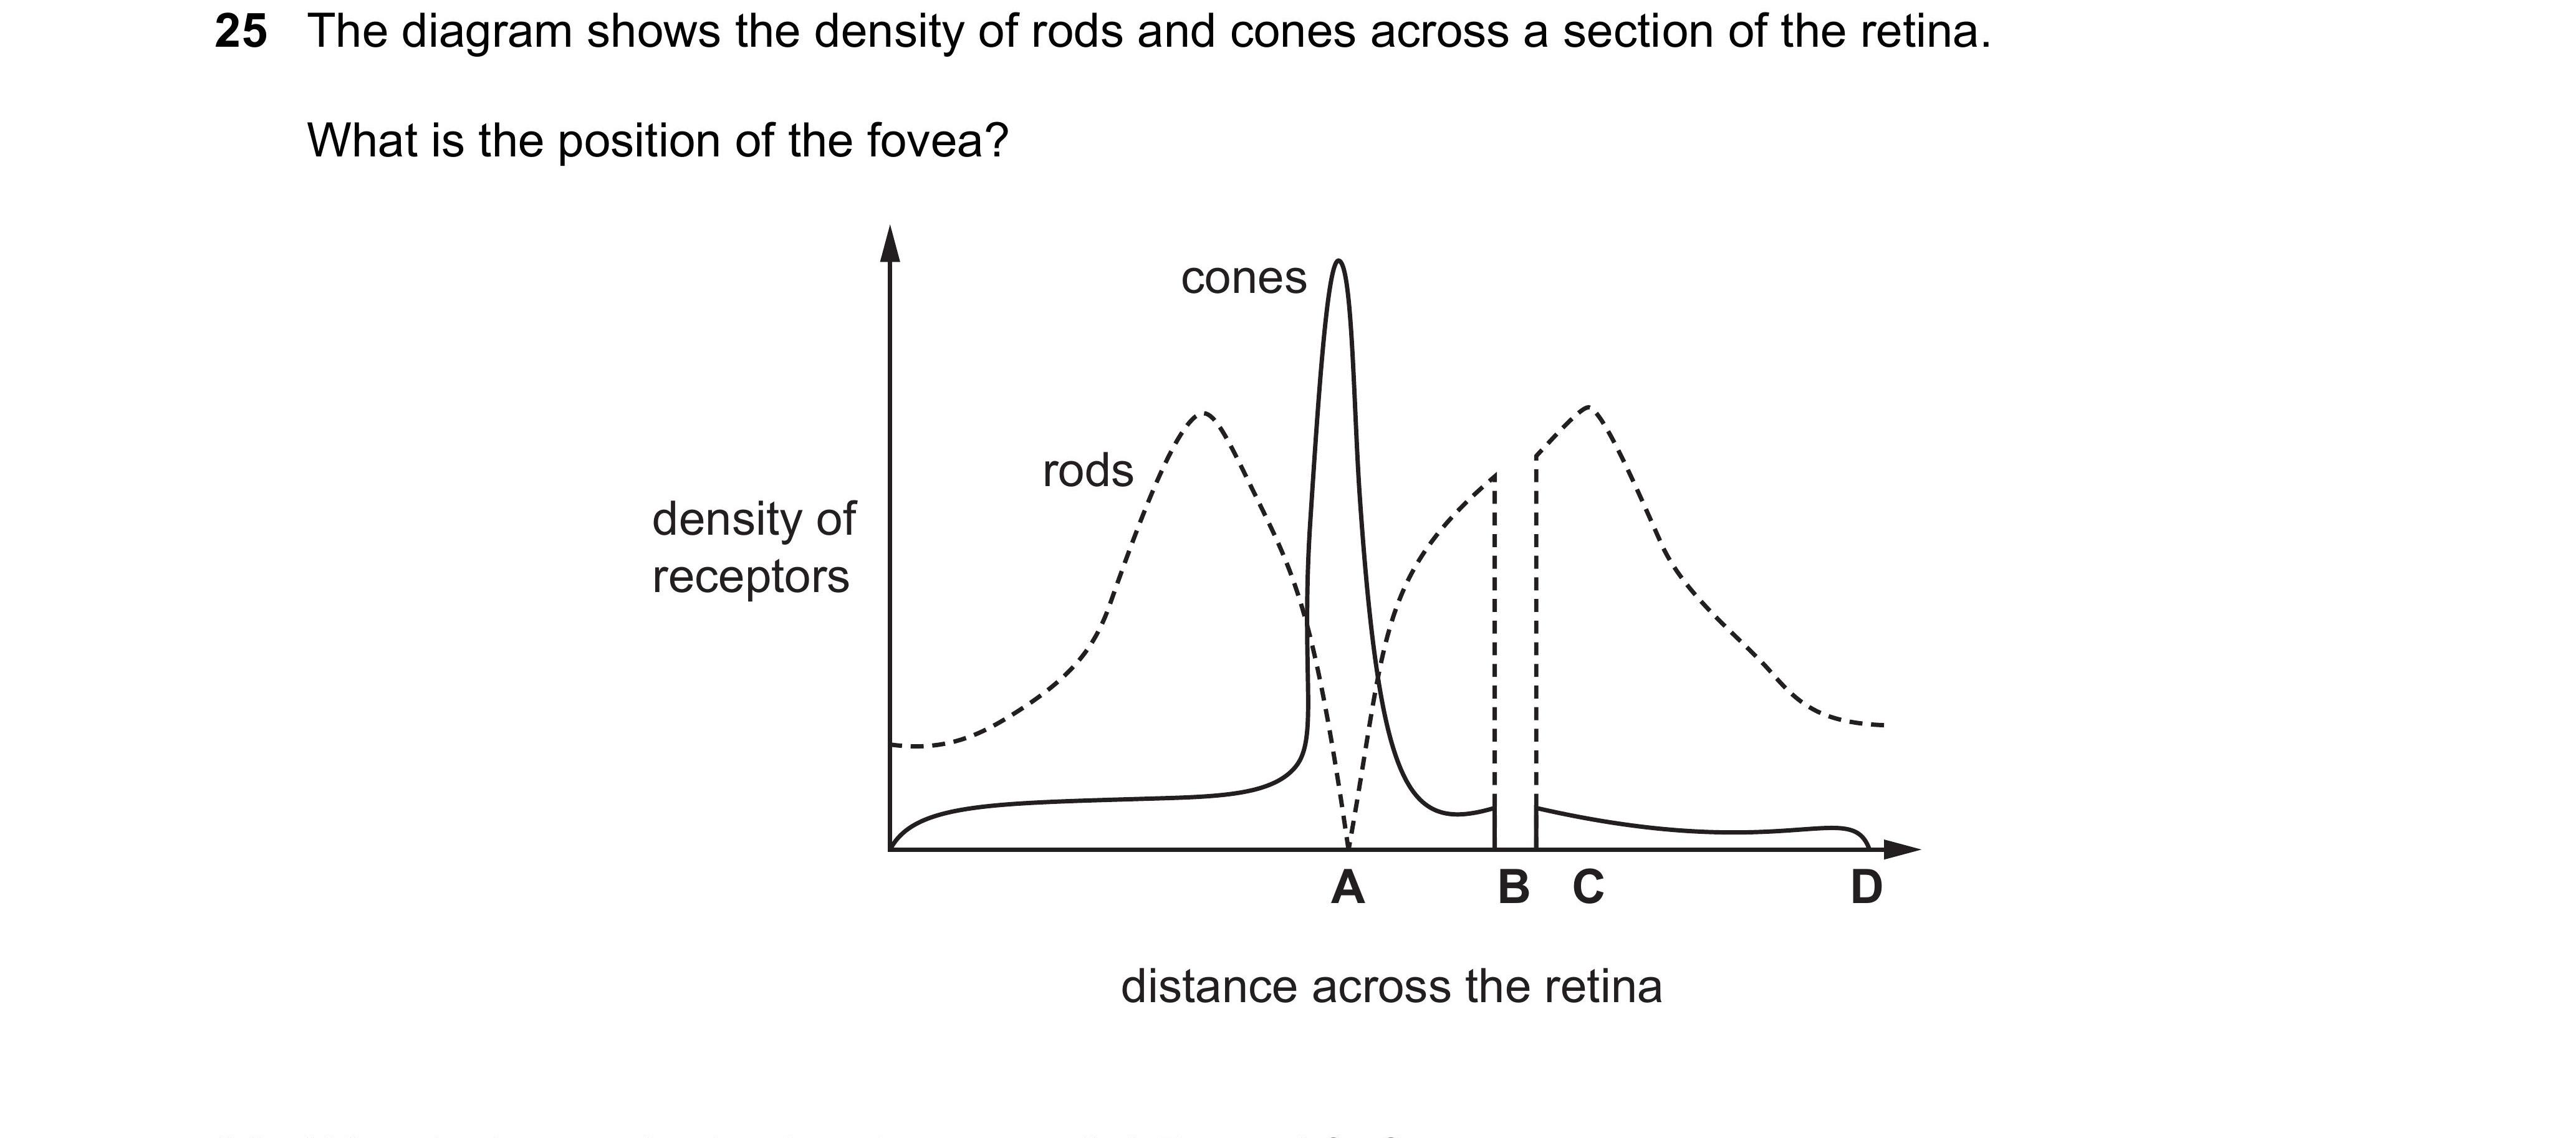 25 The diagram shows the density of rods and cones across a section of the retina.
What is the position of the fovea?
cones
rods
density of
receptors
A B C D
distance across the retina